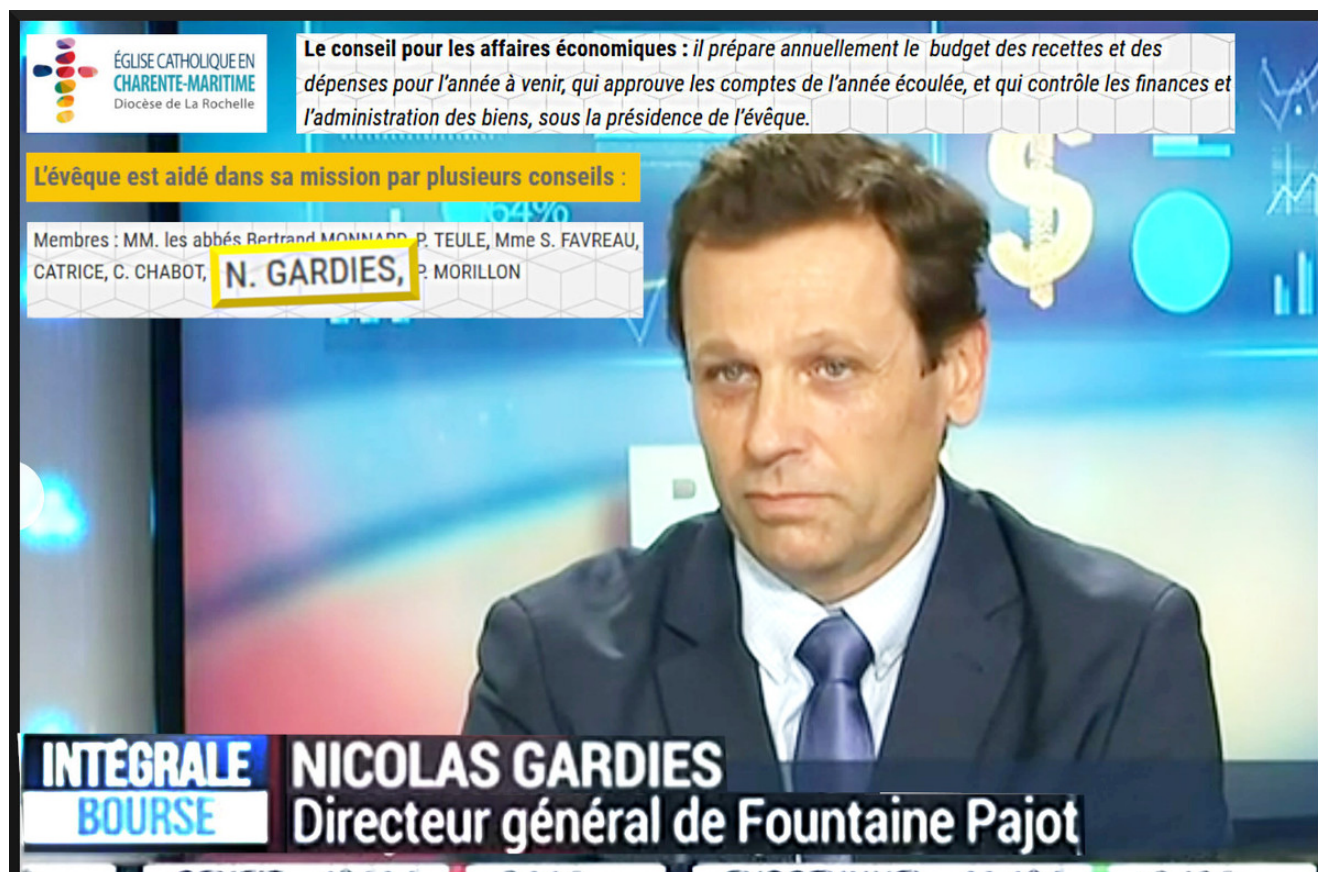 ÉGLISE CATHOLIQUE EN
CHARENTE-MARITIME
Diocèse de La Rochelle
Le conseil pour les affaires économiques : il prépare annuellement le budget des recettes et des
dépenses pour l'année à venir, qui approuve les comptes de l'année écoulée, et qui contrôle les finances et
l'administration des biens, sous la présidence de l'évêque.
L'évêque est aidé dans sa mission par plusieurs conseils :
64%
Membres : MM. les abbés Bertrand MONNARD, P. TEULE, Mme S. FAVREAU,
CATRICE, C. CHABOT, N. GARDIES, P. MORILLON
$
INTÉGRALE
BOURSE
NICOLAS GARDIES
Directeur général de Fountaine Pajot